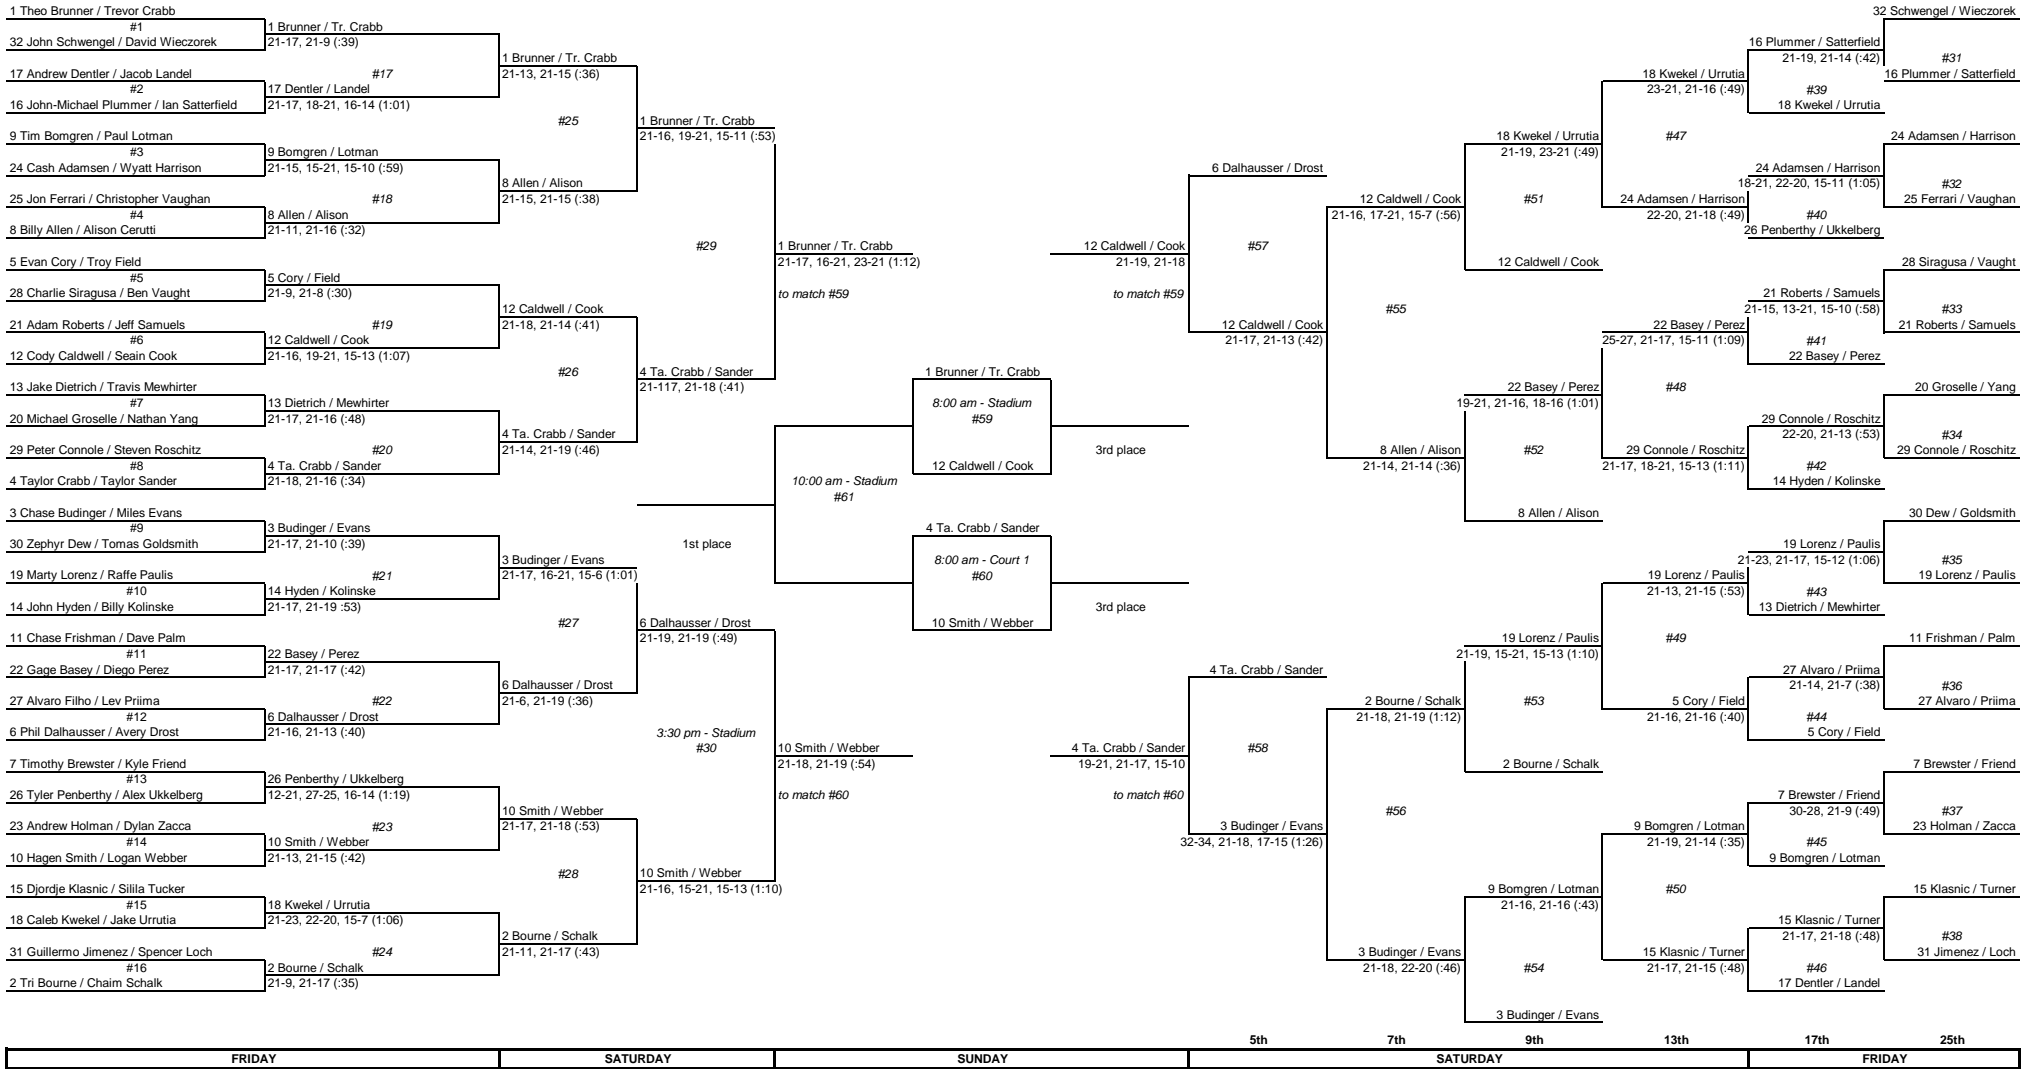 1 Theo Brunner / Trevor Crabb
#1
32 John Schwengel / David Wieczorek
17 Andrew Dentler / Jacob Landel
#2
16 John-Michael Plummer / Ian Satterfield
9 Tim Bomgren / Paul Lotman
#3
24 Cash Adamsen / Wyatt Harrison
25 Jon Ferrari / Christopher Vaughan
#4
8 Billy Allen / Alison Cerutti
5 Evan Cory / Troy Field
#5
28 Charlie Siragusa / Ben Vaught
21 Adam Roberts / Jeff Samuels
#6
12 Cody Caldwell / Seain Cook
13 Jake Dietrich / Travis Mewhirter
#7
20 Michael Groselle / Nathan Yang
29 Peter Connole / Steven Roschitz
#8
4 Taylor Crabb / Taylor Sander
3 Chase Budinger / Miles Evans
#9
30 Zephyr Dew / Tomas Goldsmith
19 Marty Lorenz / Raffe Paulis
#10
14 John Hyden / Billy Kolinske
11 Chase Frishman / Dave Palm
#11
22 Gage Basey / Diego Perez
27 Alvaro Filho / Lev Priima
#12
6 Phil Dalhausser / Avery Drost
7 Timothy Brewster / Kyle Friend
#13
26 Tyler Penberthy / Alex Ukkelberg
23 Andrew Holman / Dylan Zacca
#14
10 Hagen Smith / Logan Webber
15 Djordje Klasnic / Silila Tucker
#15
18 Caleb Kwekel / Jake Urrutia
31 Guillermo Jimenez / Spencer Loch
#16
2 Tri Bourne / Chaim Schalk
1 Brunner / Tr. Crabb
21-17, 21-9 (:39)
#17
17 Dentler / Landel
21-17, 18-21, 16-14 (1:01)
9 Bomgren / Lotman
21-15, 15-21, 15-10 (:59)
#18
8 Allen / Alison
21-11, 21-16 (:32)
5 Cory / Field
21-9, 21-8 (:30)
#19
12 Caldwell / Cook
21-16, 19-21, 15-13 (1:07)
13 Dietrich / Mewhirter
21-17, 21-16 (:48)
#20
4 Ta. Crabb / Sander
21-18, 21-16 (:34)
3 Budinger / Evans
21-17, 21-10 (:39)
#21
14 Hyden / Kolinske
21-17, 21-19 :53)
22 Basey / Perez
21-17, 21-17 (:42)
#22
6 Dalhausser / Drost
21-16, 21-13 (:40)
26 Penberthy / Ukkelberg
12-21, 27-25, 16-14 (1:19)
#23
10 Smith / Webber
21-13, 21-15 (:42)
18 Kwekel / Urrutia
21-23, 22-20, 15-7 (1:06)
#24
2 Bourne / Schalk
21-9, 21-17 (:35)
1 Brunner / Tr. Crabb
21-13, 21-15 (:36)
#25
8 Allen / Alison
21-15, 21-15 (:38)
12 Caldwell / Cook
21-18, 21-14 (:41)
#26
4 Ta. Crabb / Sander
21-14, 21-19 (:46)
3 Budinger / Evans
21-17, 16-21, 15-6 (1:01)
#27
6 Dalhausser / Drost
21-6, 21-19 (:36)
10 Smith / Webber
21-17, 21-18 (:53)
#28
2 Bourne / Schalk
21-11, 21-17 (:43)
1 Brunner / Tr. Crabb
21-16, 19-21, 15-11 (:53)
#29
4 Ta. Crabb / Sander
21-117, 21-18 (:41)
1st place
6 Dalhausser / Drost
21-19, 21-19 (:49)
3:30 pm - Stadium
#30
10 Smith / Webber
21-16, 15-21, 15-13 (1:10)
1 Brunner / Tr. Crabb
21-17, 16-21, 23-21 (1:12)
to match #59
10:00 am - Stadium
#61
10 Smith / Webber
21-18, 21-19 (:54)
to match #60
1 Brunner / Tr. Crabb
8:00 am - Stadium
#59
12 Caldwell / Cook
4 Ta. Crabb / Sander
8:00 am - Court 1
#60
10 Smith / Webber
12 Caldwell / Cook
21-19, 21-18
to match #59
3rd place
3rd place
4 Ta. Crabb / Sander
19-21, 21-17, 15-10
to match #60
6 Dalhausser / Drost
#57
12 Caldwell / Cook
21-17, 21-13 (:42)
4 Ta. Crabb / Sander
#58
3 Budinger / Evans
32-34, 21-18, 17-15 (1:26)
12 Caldwell / Cook
21-16, 17-21, 15-7 (:56)
#55
8 Allen / Alison
21-14, 21-14 (:36)
2 Bourne / Schalk
21-18, 21-19 (1:12)
#56
3 Budinger / Evans
21-18, 22-20 (:46)
18 Kwekel / Urrutia
21-19, 23-21 (:49)
#51
12 Caldwell / Cook
22 Basey / Perez
19-21, 21-16, 18-16 (1:01)
#52
8 Allen / Alison
19 Lorenz / Paulis
21-19, 15-21, 15-13 (1:10)
#53
2 Bourne / Schalk
9 Bomgren / Lotman
21-16, 21-16 (:43)
#54
3 Budinger / Evans
18 Kwekel / Urrutia
23-21, 21-16 (:49)
#47
24 Adamsen / Harrison
22-20, 21-18 (:49)
22 Basey / Perez
25-27, 21-17, 15-11 (1:09)
#48
29 Connole / Roschitz
21-17, 18-21, 15-13 (1:11)
19 Lorenz / Paulis
21-13, 21-15 (:53)
#49
5 Cory / Field
21-16, 21-16 (:40)
9 Bomgren / Lotman
21-19, 21-14 (:35)
#50
15 Klasnic / Turner
21-17, 21-15 (:48)
16 Plummer / Satterfield
21-19, 21-14 (:42)
#39
18 Kwekel / Urrutia
24 Adamsen / Harrison
18-21, 22-20, 15-11 (1:05)
#40
26 Penberthy / Ukkelberg
21 Roberts / Samuels
21-15, 13-21, 15-10 (:58)
#41
22 Basey / Perez
29 Connole / Roschitz
22-20, 21-13 (:53)
#42
14 Hyden / Kolinske
19 Lorenz / Paulis
21-23, 21-17, 15-12 (1:06)
#43
13 Dietrich / Mewhirter
27 Alvaro / Priima
21-14, 21-7 (:38)
#44
5 Cory / Field
7 Brewster / Friend
30-28, 21-9 (:49)
#45
9 Bomgren / Lotman
15 Klasnic / Turner
21-17, 21-18 (:48)
#46
17 Dentler / Landel
32 Schwengel / Wieczorek
#31
16 Plummer / Satterfield
24 Adamsen / Harrison
#32
25 Ferrari / Vaughan
28 Siragusa / Vaught
#33
21 Roberts / Samuels
20 Groselle / Yang
#34
29 Connole / Roschitz
30 Dew / Goldsmith
#35
19 Lorenz / Paulis
11 Frishman / Palm
#36
27 Alvaro / Priima
7 Brewster / Friend
#37
23 Holman / Zacca
15 Klasnic / Turner
#38
31 Jimenez / Loch
5th 7th 9th 13th 17th 25th
FRIDAY SATURDAY SUNDAY SATURDAY FRIDAY